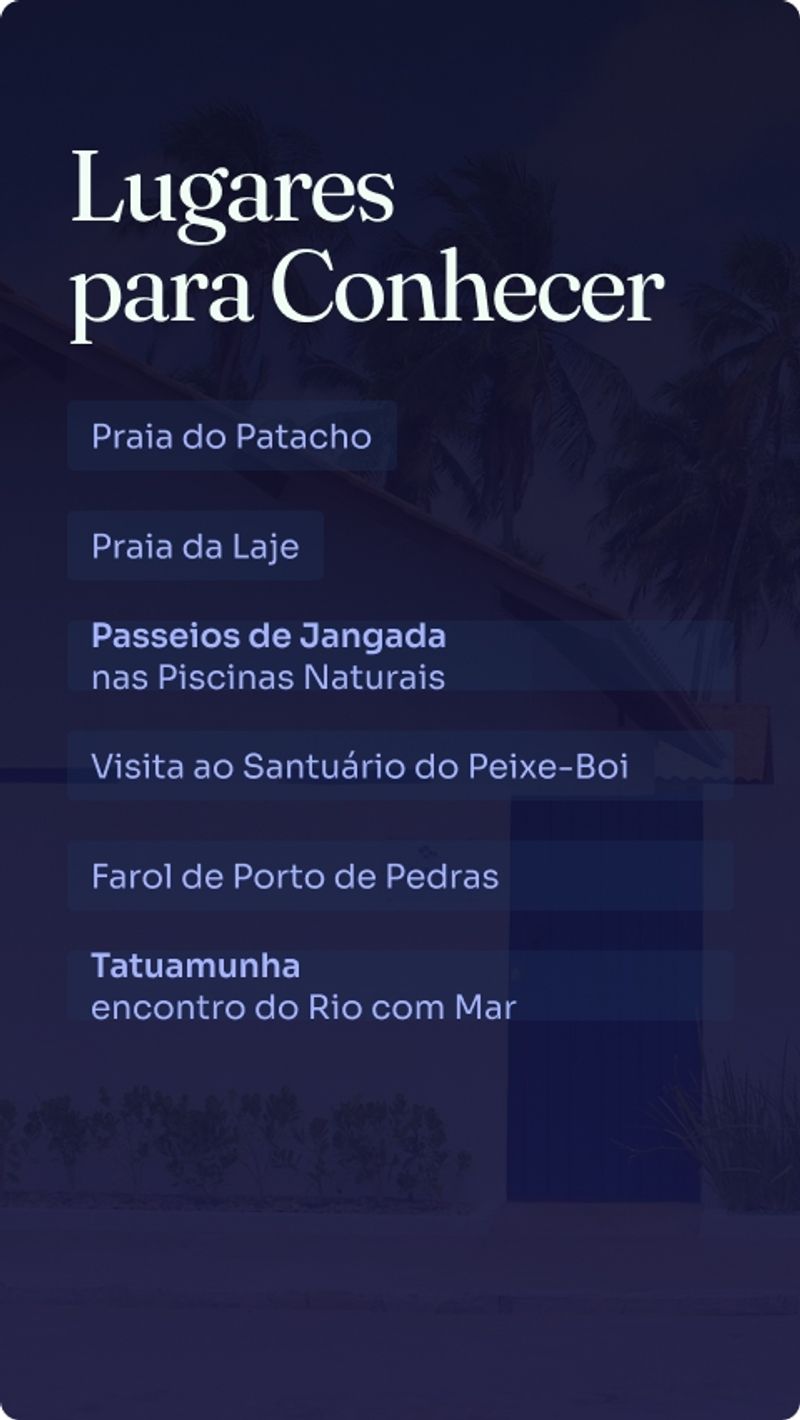 Lugares
para Conhecer
Praia do Patacho
Praia da Laje
Passeios de Jangada
nas Piscinas Naturais
Visita ao Santuário do Peixe-Boi
Farol de Porto de Pedras
Tatuamunha
encontro do Rio com Mar